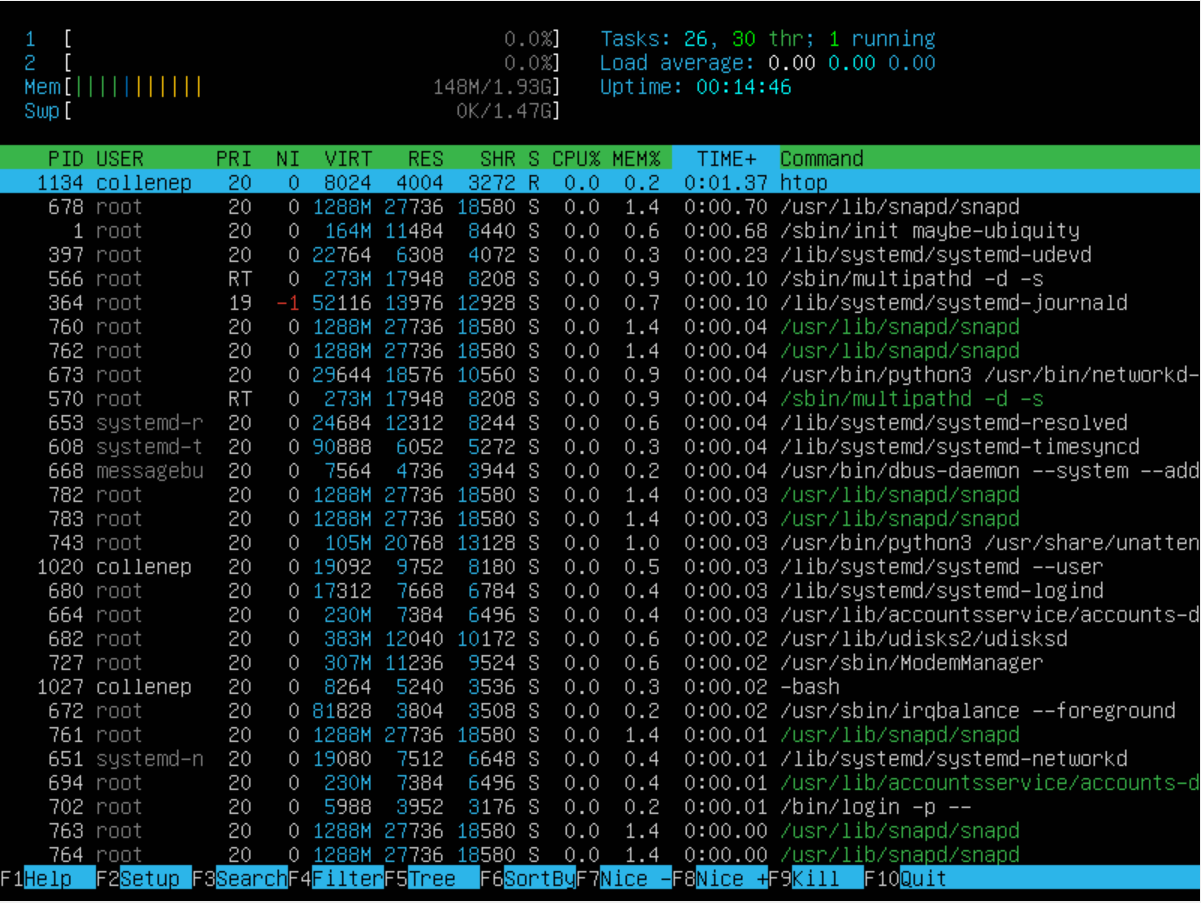 1 [ 0.0%] Tasks: 26, 30 thr; 1 running
2 [ 0.0%] Load average: 0.00 0.00 0.00
Mem[||||||||||| 148M/1.93G] Uptime: 00:14:46
Swp[ 0K/1.47G]
PID USER PRI NI VIRT RES SHR S CPU% MEM% TIME+ Command
1134 collenep 20 0 8024 4004 3272 R 0.0 0.2 0:01.37 htop
678 root 20 0 1288M 27736 18580 S 0.0 1.4 0:00.70 /usr/lib/snapd/snapd
1 root 20 0 164M 11484 8440 S 0.0 0.6 0:00.68 /sbin/init maybe-ubiquity
397 root 20 0 22764 6308 4072 S 0.0 0.3 0:00.23 /lib/systemd/systemd-udevd
566 root RT 0 273M 17948 8208 S 0.0 0.9 0:00.10 /sbin/multipathd -d -s
364 root 19 -1 52116 13976 12928 S 0.0 0.7 0:00.10 /lib/systemd/systemd-journald
760 root 20 0 1288M 27736 18580 S 0.0 1.4 0:00.04 /usr/lib/snapd/snapd
762 root 20 0 1288M 27736 18580 S 0.0 1.4 0:00.04 /usr/lib/snapd/snapd
673 root 20 0 29644 18576 10560 S 0.0 0.9 0:00.04 /usr/bin/python3 /usr/bin/networkd-
570 root RT 0 273M 17948 8208 S 0.0 0.9 0:00.04 /sbin/multipathd -d -s
653 systemd-r 20 0 24684 12312 8244 S 0.0 0.6 0:00.04 /lib/systemd/systemd-resolved
608 systemd-t 20 0 90888 6052 5272 S 0.0 0.3 0:00.04 /lib/systemd/systemd-timesyncd
668 messagebu 20 0 7564 4736 3944 S 0.0 0.2 0:00.04 /usr/bin/dbus-daemon --system --add
782 root 20 0 1288M 27736 18580 S 0.0 1.4 0:00.03 /usr/lib/snapd/snapd
783 root 20 0 1288M 27736 18580 S 0.0 1.4 0:00.03 /usr/lib/snapd/snapd
743 root 20 0 105M 20768 13128 S 0.0 1.0 0:00.03 /usr/bin/python3 /usr/share/unatten
1020 collenep 20 0 19092 9752 8180 S 0.0 0.5 0:00.03 /lib/systemd/systemd --user
680 root 20 0 17312 7668 6784 S 0.0 0.4 0:00.03 /lib/systemd/systemd-logind
664 root 20 0 230M 7384 6496 S 0.0 0.4 0:00.03 /usr/lib/accountsservice/accounts-d
682 root 20 0 383M 12040 10172 S 0.0 0.6 0:00.02 /usr/lib/udisks2/udisksd
727 root 20 0 307M 11236 9524 S 0.0 0.6 0:00.02 /usr/sbin/ModemManager
1027 collenep 20 0 8264 5240 3536 S 0.0 0.3 0:00.02 -bash
672 root 20 0 81828 3804 3508 S 0.0 0.2 0:00.02 /usr/sbin/irqbalance --foreground
761 root 20 0 1288M 27736 18580 S 0.0 1.4 0:00.01 /usr/lib/snapd/snapd
651 systemd-n 20 0 19080 7512 6648 S 0.0 0.4 0:00.01 /lib/systemd/systemd-networkd
694 root 20 0 230M 7384 6496 S 0.0 0.4 0:00.01 /usr/lib/accountsservice/accounts-d
702 root 20 0 5988 3952 3176 S 0.0 0.2 0:00.01 /bin/login -p --
763 root 20 0 1288M 27736 18580 S 0.0 1.4 0:00.00 /usr/lib/snapd/snapd
764 root 20 0 1288M 27736 18580 S 0.0 1.4 0:00.00 /usr/lib/snapd/snapd
F1Help F2Setup F3SearchF4FilterF5Tree F6SortByF7Nice -F8Nice +F9Kill F10Quit